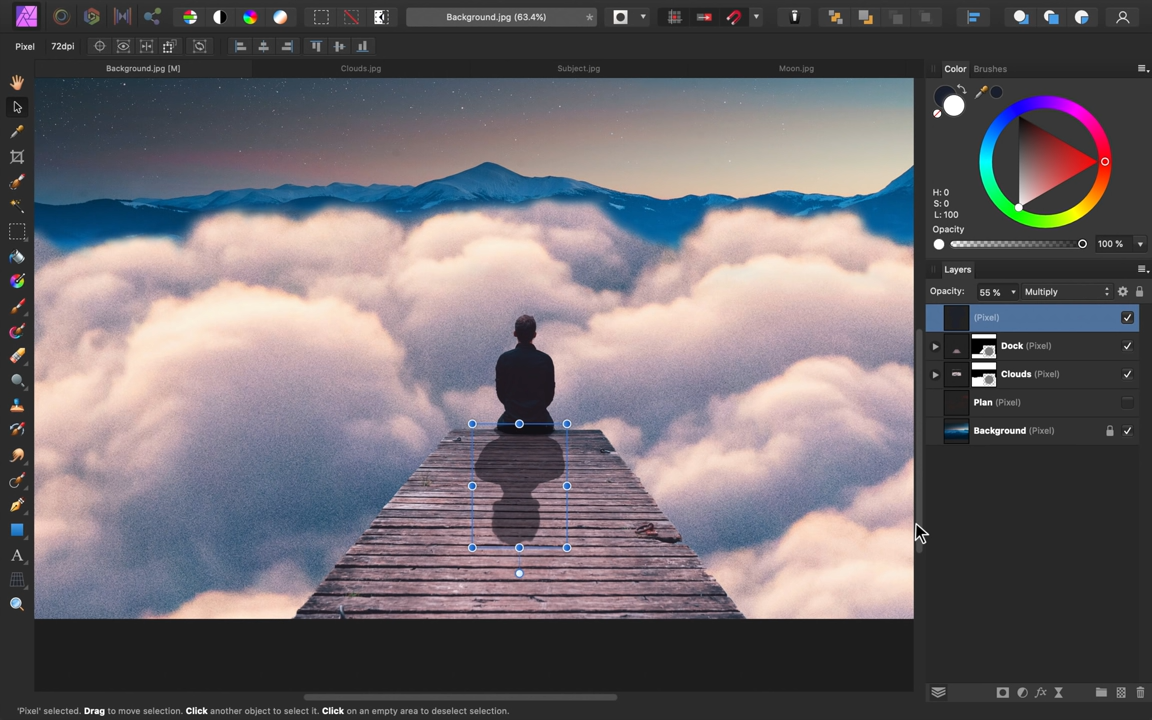 Background.jpg (63.4%)
*
Pixel 72dpi
Background.jpg [M] Clouds.jpg Subject.jpg Moon.jpg
Color Brushes
H: 0
S: 0
L: 100
Opacity
100 %
Layers
Opacity: 55 % Multiply
(Pixel)
Dock (Pixel)
Clouds (Pixel)
Plan (Pixel)
Background (Pixel)
A
fx
'Pixel' selected. Drag to move selection. Click another object to select it. Click on an empty area to deselect selection.